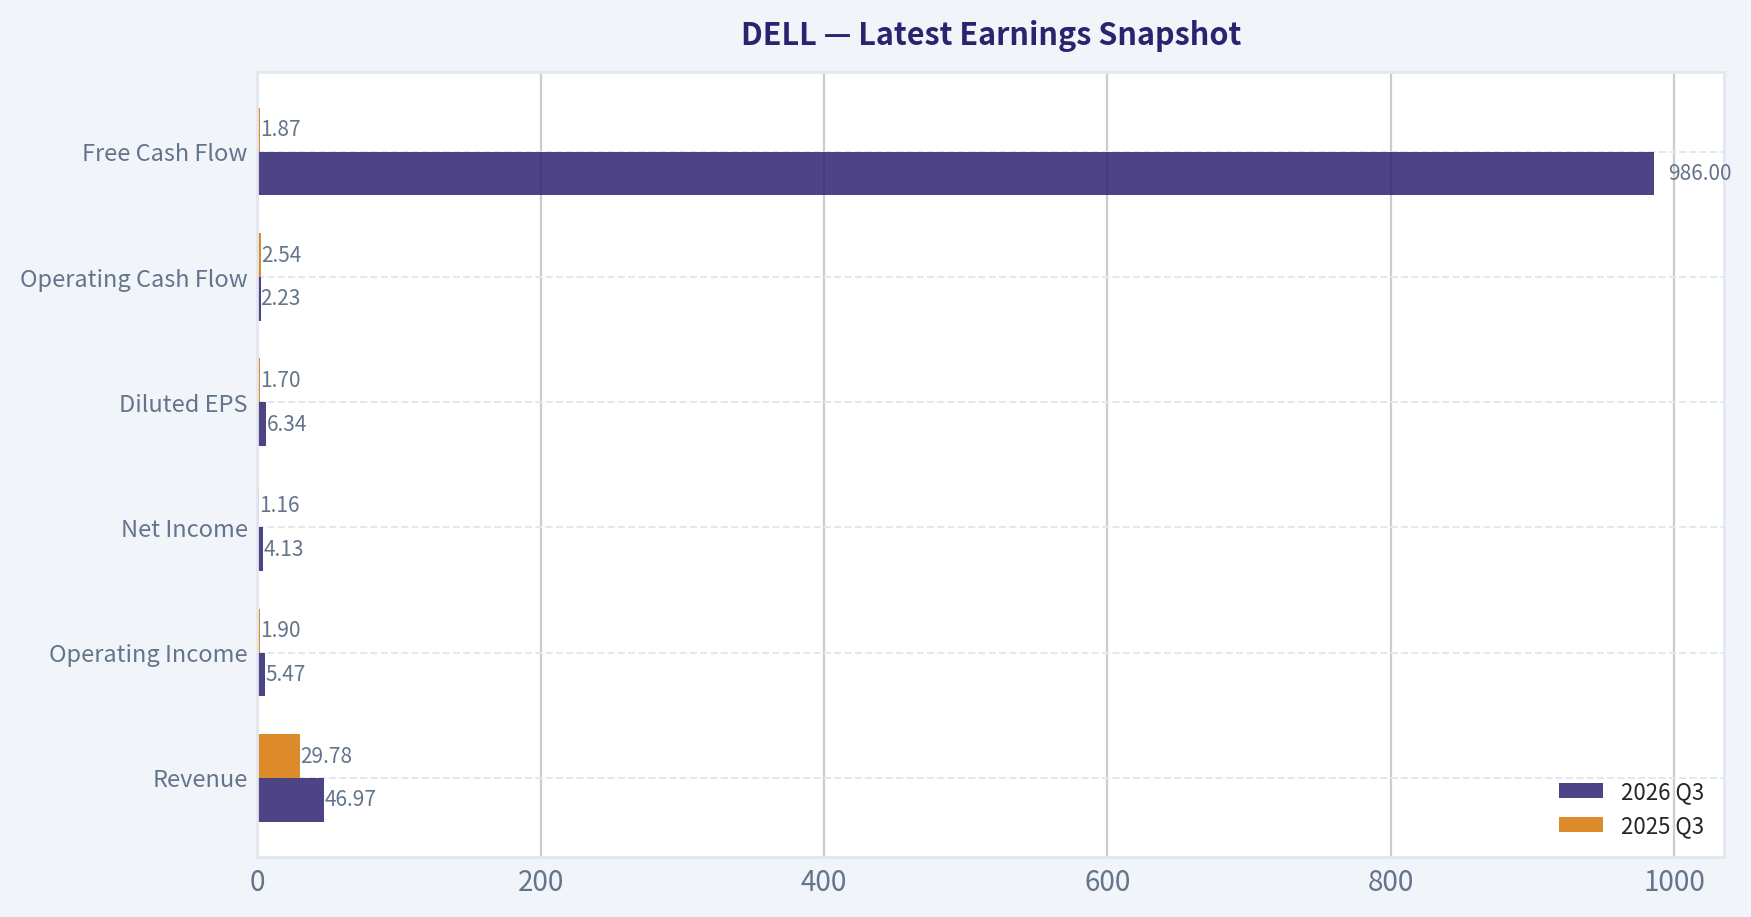 DELL — Latest Earnings Snapshot
Free Cash Flow
1.87
986.00
Operating Cash Flow
2.54
2.23
Diluted EPS
1.70
6.34
Net Income
1.16
4.13
Operating Income
1.90
5.47
Revenue
29.78
46.97
2026 Q3
2025 Q3
0 200 400 600 800 1000